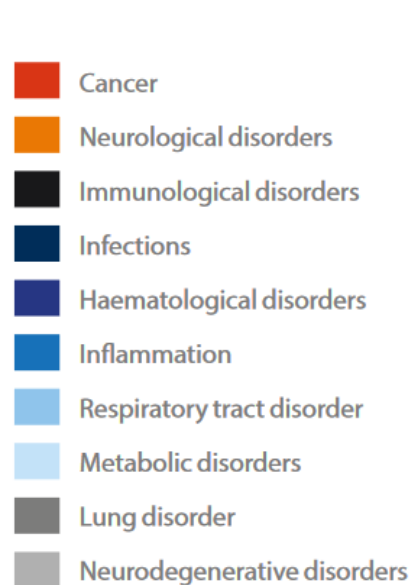 Cancer
Neurological disorders
Immunological disorders
Infections
Haematological disorders
Inflammation
Respiratory tract disorder
Metabolic disorders
Lung disorder
Neurodegenerative disorders